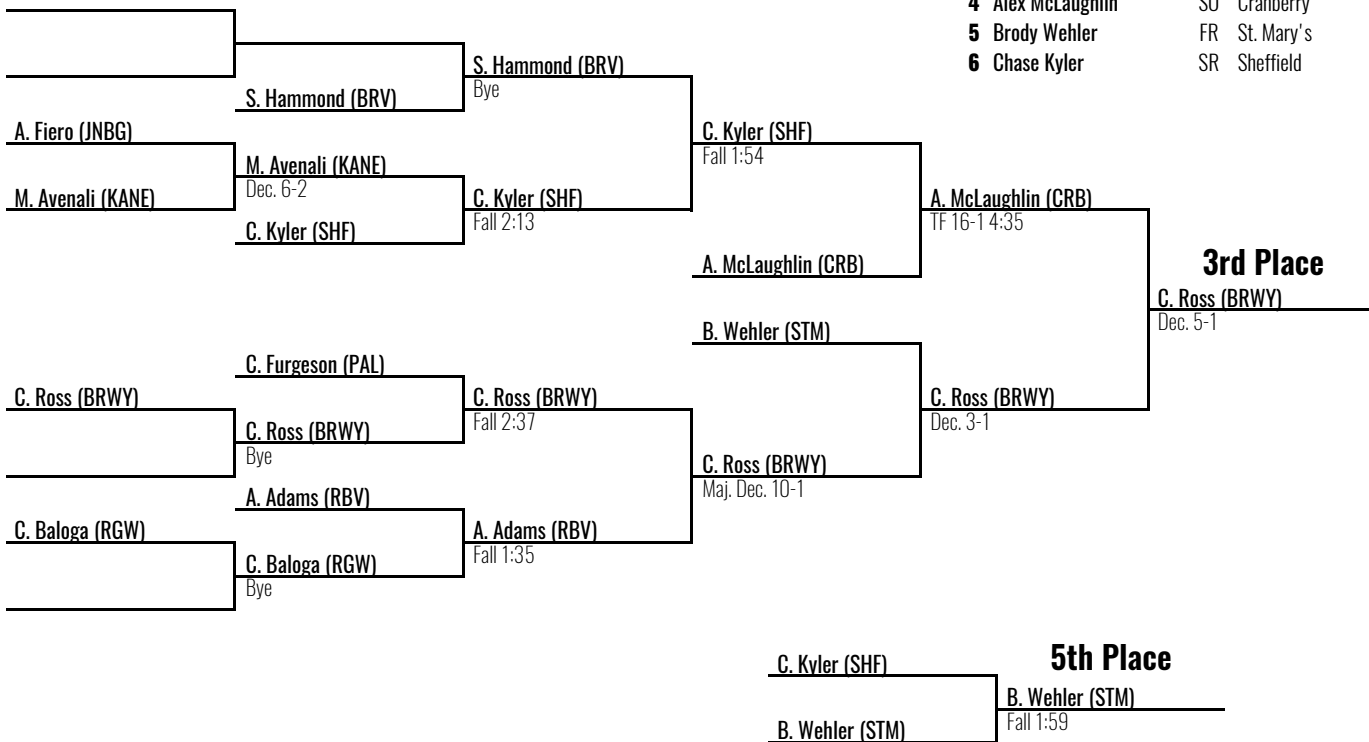 4 Alex McLaughlin SO Cranberry
5 Brody Wehler FR St. Mary's
6 Chase Kyler SR Sheffield
S. Hammond (BRV)
S. Hammond (BRV)
Bye
A. Fiero (JNBG)
M. Avenali (KANE)
M. Avenali (KANE)
Dec. 6-2
C. Kyler (SHF)
C. Kyler (SHF)
Fall 2:13
C. Kyler (SHF)
Fall 1:54
A. McLaughlin (CRB)
A. McLaughlin (CRB)
TF 16-1 4:35
3rd Place
C. Ross (BRWY)
Dec. 5-1
B. Wehler (STM)
C. Furgeson (PAL)
C. Ross (BRWY)
C. Ross (BRWY)
Bye
C. Ross (BRWY)
Fall 2:37
C. Ross (BRWY)
Dec. 3-1
C. Ross (BRWY)
Maj. Dec. 10-1
A. Adams (RBV)
C. Baloga (RGW)
C. Baloga (RGW)
Bye
A. Adams (RBV)
Fall 1:35
5th Place
C. Kyler (SHF)
B. Wehler (STM)
B. Wehler (STM)
Fall 1:59